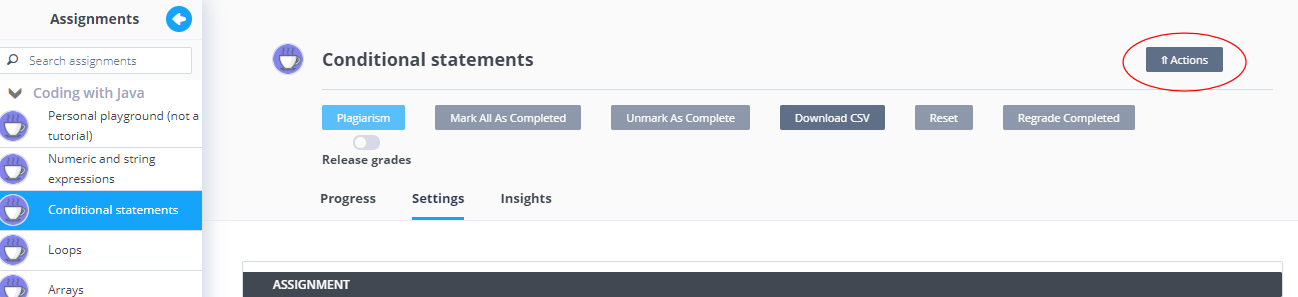 Assignments
Search assignments
Coding with Java
Personal playground (not a
tutorial)
Numeric and string
expressions
Conditional statements
Loops
Arrays
Conditional statements
⇑ Actions
Plagiarism
Mark All As Completed
Unmark As Complete
Download CSV
Reset
Regrade Completed
Release grades
Progress
Settings
Insights
ASSIGNMENT